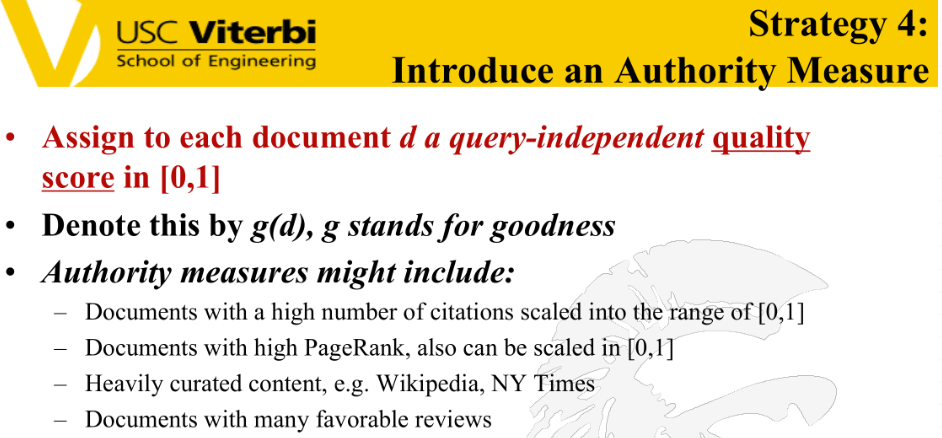 USC Viterbi
School of Engineering
Strategy 4:
Introduce an Authority Measure
• Assign to each document d a query-independent quality
score in [0,1]
• Denote this by g(d), g stands for goodness
• Authority measures might include:
– Documents with a high number of citations scaled into the range of [0,1]
– Documents with high PageRank, also can be scaled in [0,1]
– Heavily curated content, e.g. Wikipedia, NY Times
– Documents with many favorable reviews